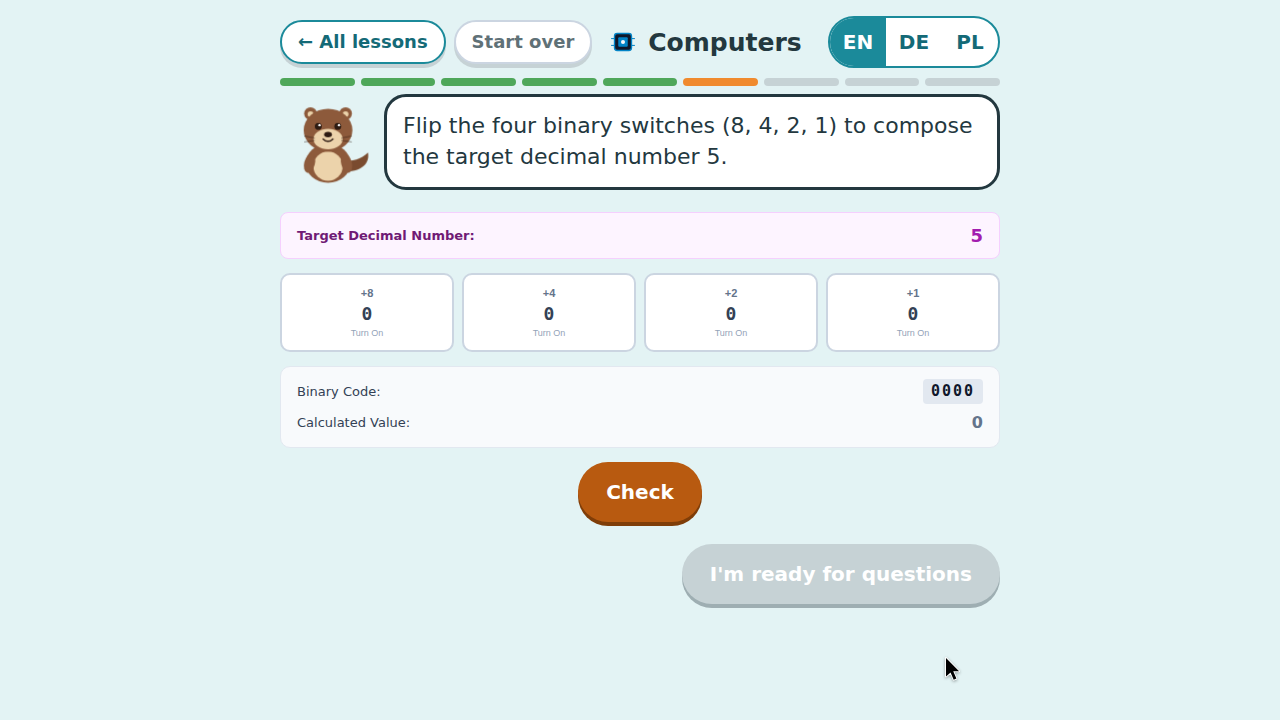 ← All lessons
Start over
Computers
EN
DE
PL
Flip the four binary switches (8, 4, 2, 1) to compose
the target decimal number 5.
Target Decimal Number:
5
+8
0
Turn On
+4
0
Turn On
+2
0
Turn On
+1
0
Turn On
Binary Code:
0000
Calculated Value:
0
Check
I'm ready for questions